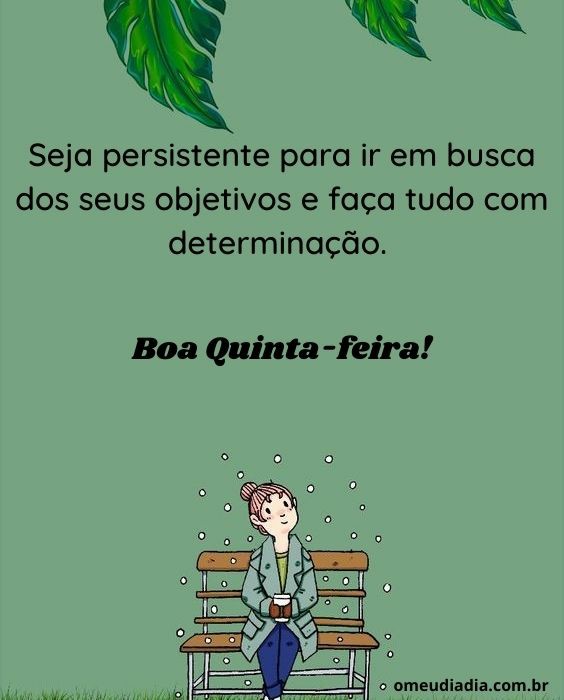 Seja persistente para ir em busca
dos seus objetivos e faça tudo com
determinação.
Boa Quinta-feira!
omeudiadia.com.br